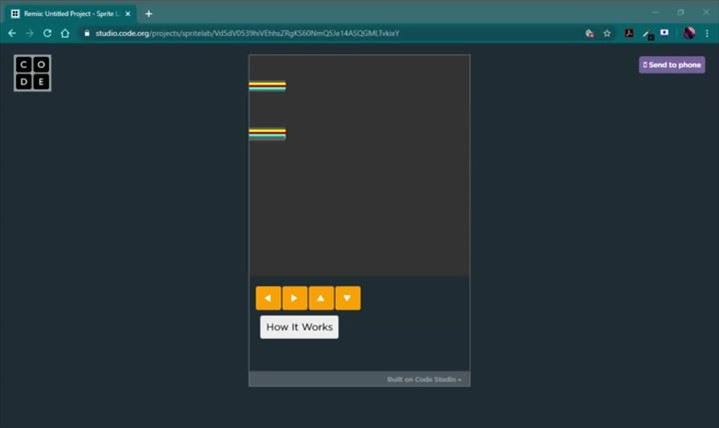 Remix: Untitled Project - Sprite L
studio.code.org/projects/spritelab/
CODE
Send to phone
How It Works
Built on Code Studio